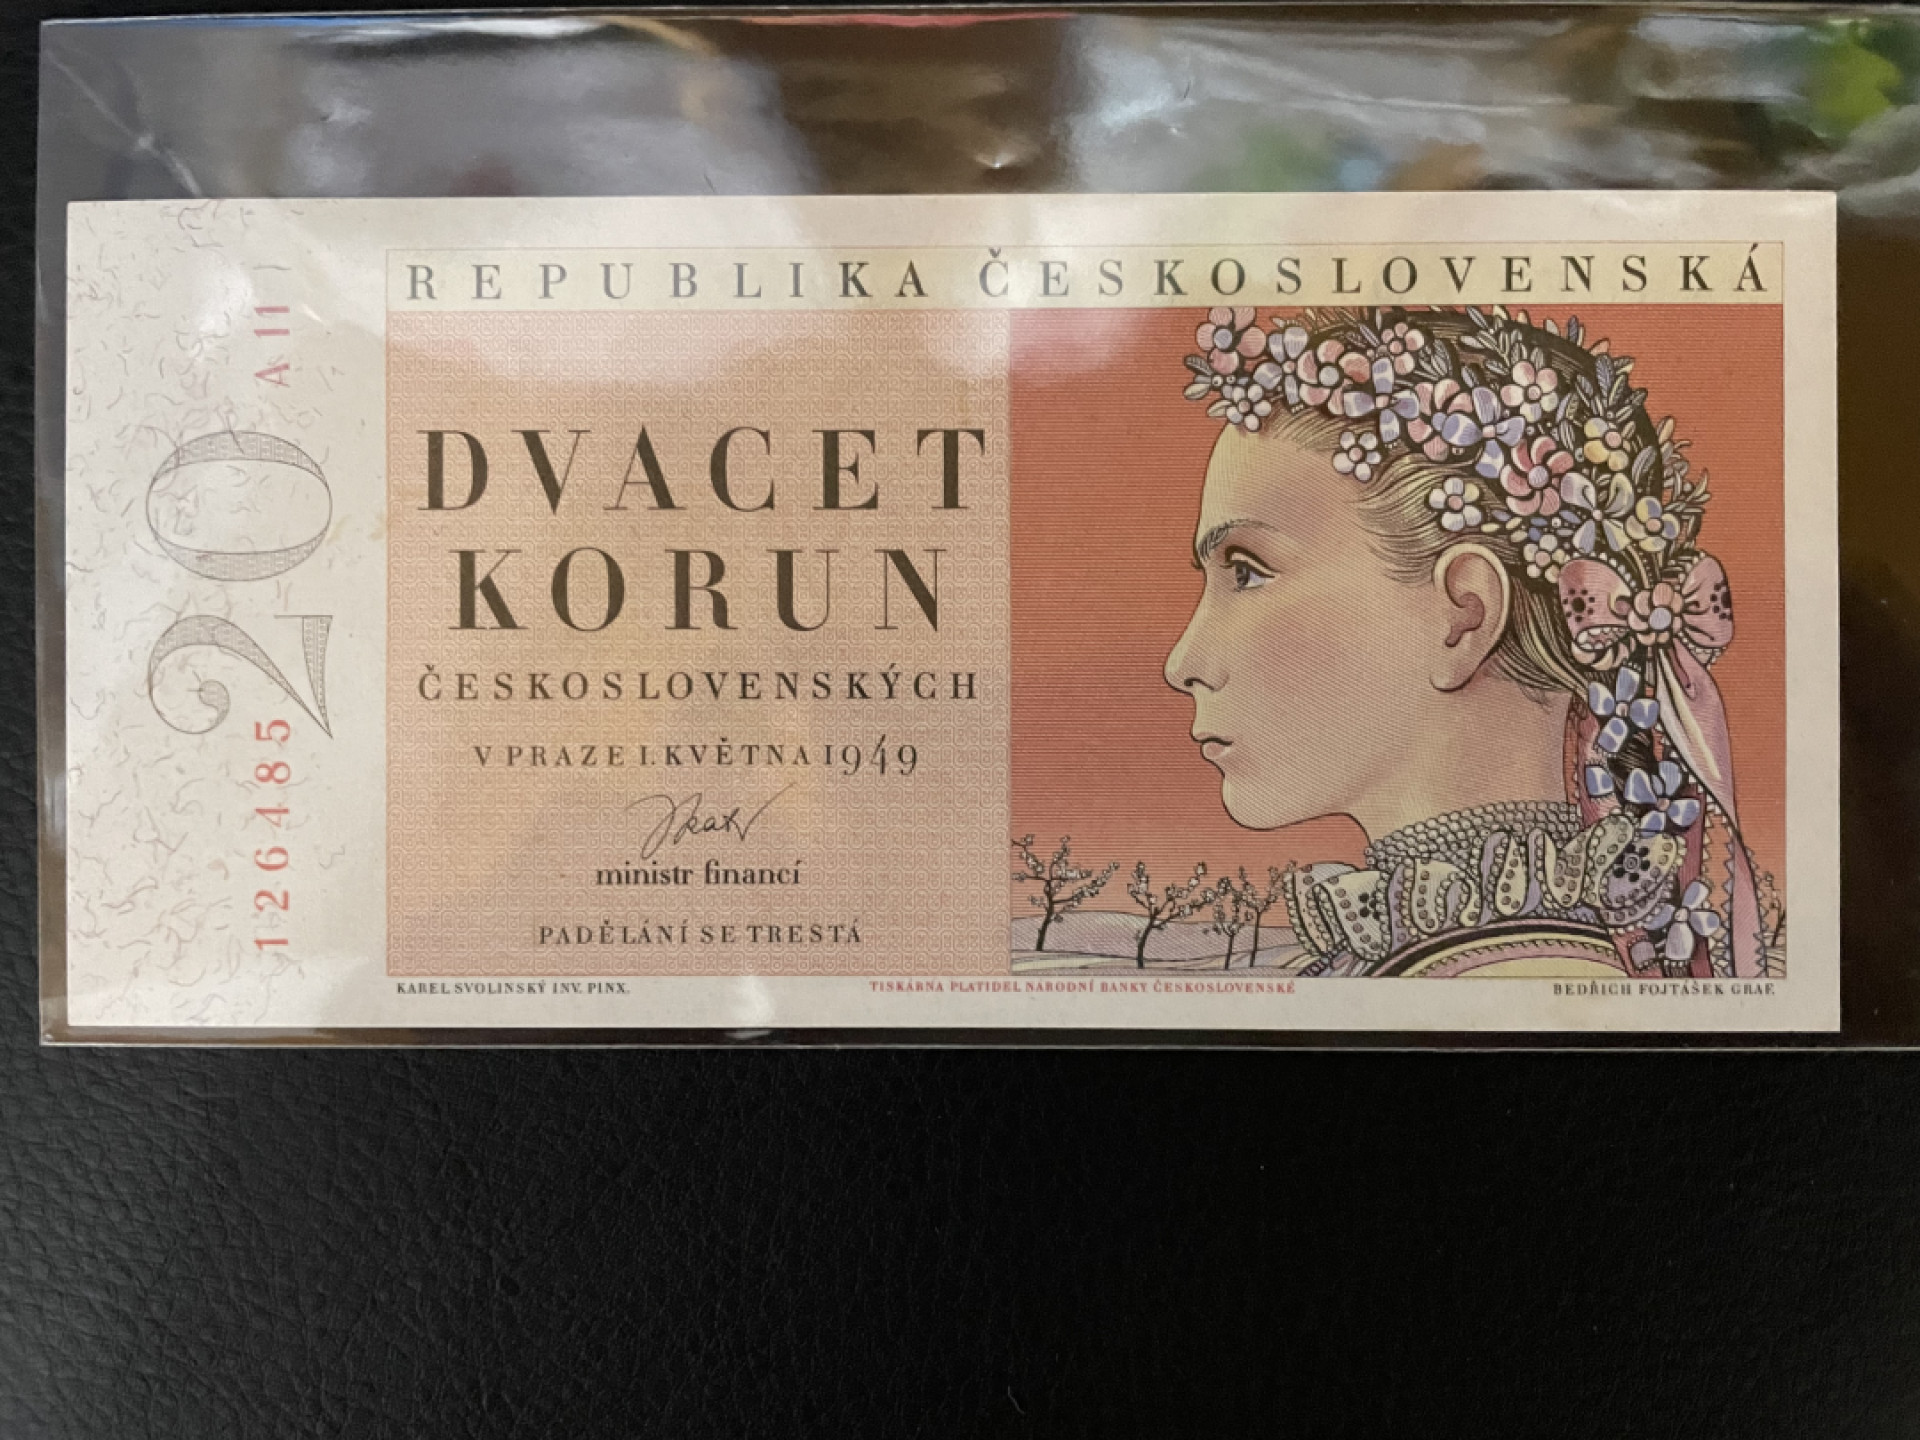 REPUBLIKA ČESKOSLOVENSKÁ
20
A 11
126485
DVACET
KORUN
ČESKOSLOVENSKÝCH
V PRAZE 1. KVĚTNA 1949
ministr financí
PADĚLÁNÍ SE TRESTÁ
KAREL SVOLINSKÝ INV. PINX.
TISKÁRNA PLATIDEL NÁRODNÍ BANKY ČESKOSLOVENSKÉ
BEDŘICH FOJTÁŠEK GRAF.